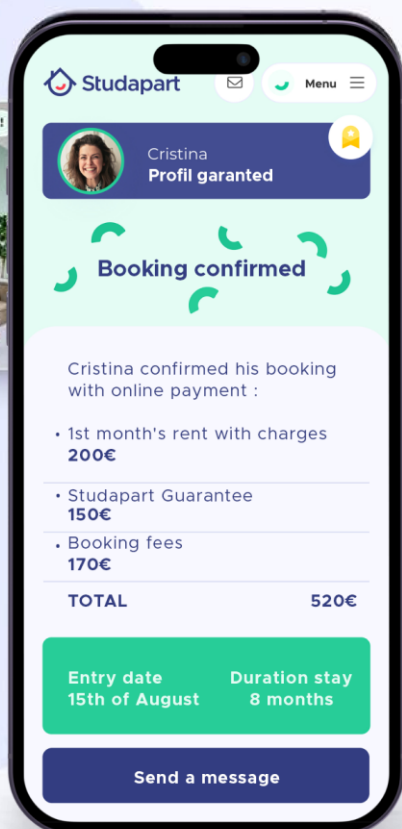 !
Studapart
Menu
Cristina
Profil garanted
Booking confirmed
Cristina confirmed his booking
with online payment :
• 1st month's rent with charges
200€
• Studapart Guarantee
150€
• Booking fees
170€
TOTAL 520€
Entry date Duration stay
15th of August 8 months
Send a message